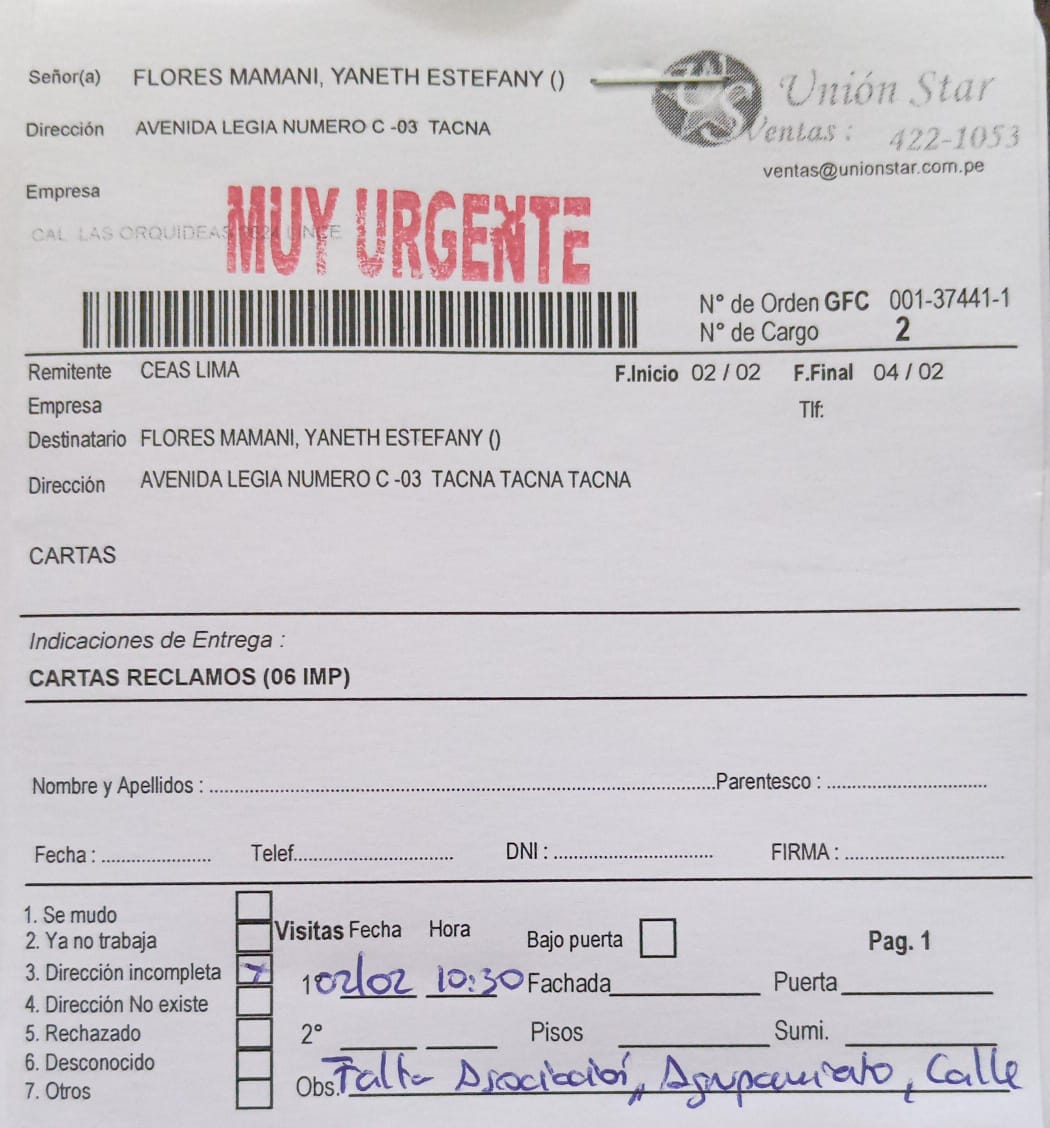 Señor(a) FLORES MAMANI, YANETH ESTEFANY ()
Unión Star
Dirección AVENIDA LEGIA NUMERO C -03 TACNA
Ventas : 422-1053
ventas@unionstar.com.pe
Empresa
MUY URGENTE
CAL LAS ORQUIDEAS LINCE
N° de Orden GFC 001-37441-1
N° de Cargo 2
Remitente CEAS LIMA F.Inicio 02 / 02 F.Final 04 / 02
Empresa Tlf:
Destinatario FLORES MAMANI, YANETH ESTEFANY ()
Dirección AVENIDA LEGIA NUMERO C -03 TACNA TACNA TACNA
CARTAS
Indicaciones de Entrega :
CARTAS RECLAMOS (06 IMP)
Nombre y Apellidos : Parentesco :
Fecha : Telef. DNI : FIRMA :
1. Se mudo
2. Ya no trabaja
3. Dirección incompleta x
4. Dirección No existe
5. Rechazado
6. Desconocido
7. Otros
Visitas Fecha Hora Bajo puerta Pag. 1
1° 02/02 10:30 Fachada Puerta
2° Pisos Sumi.
Obs. Falta Asociación, Agrupamiento, Calle